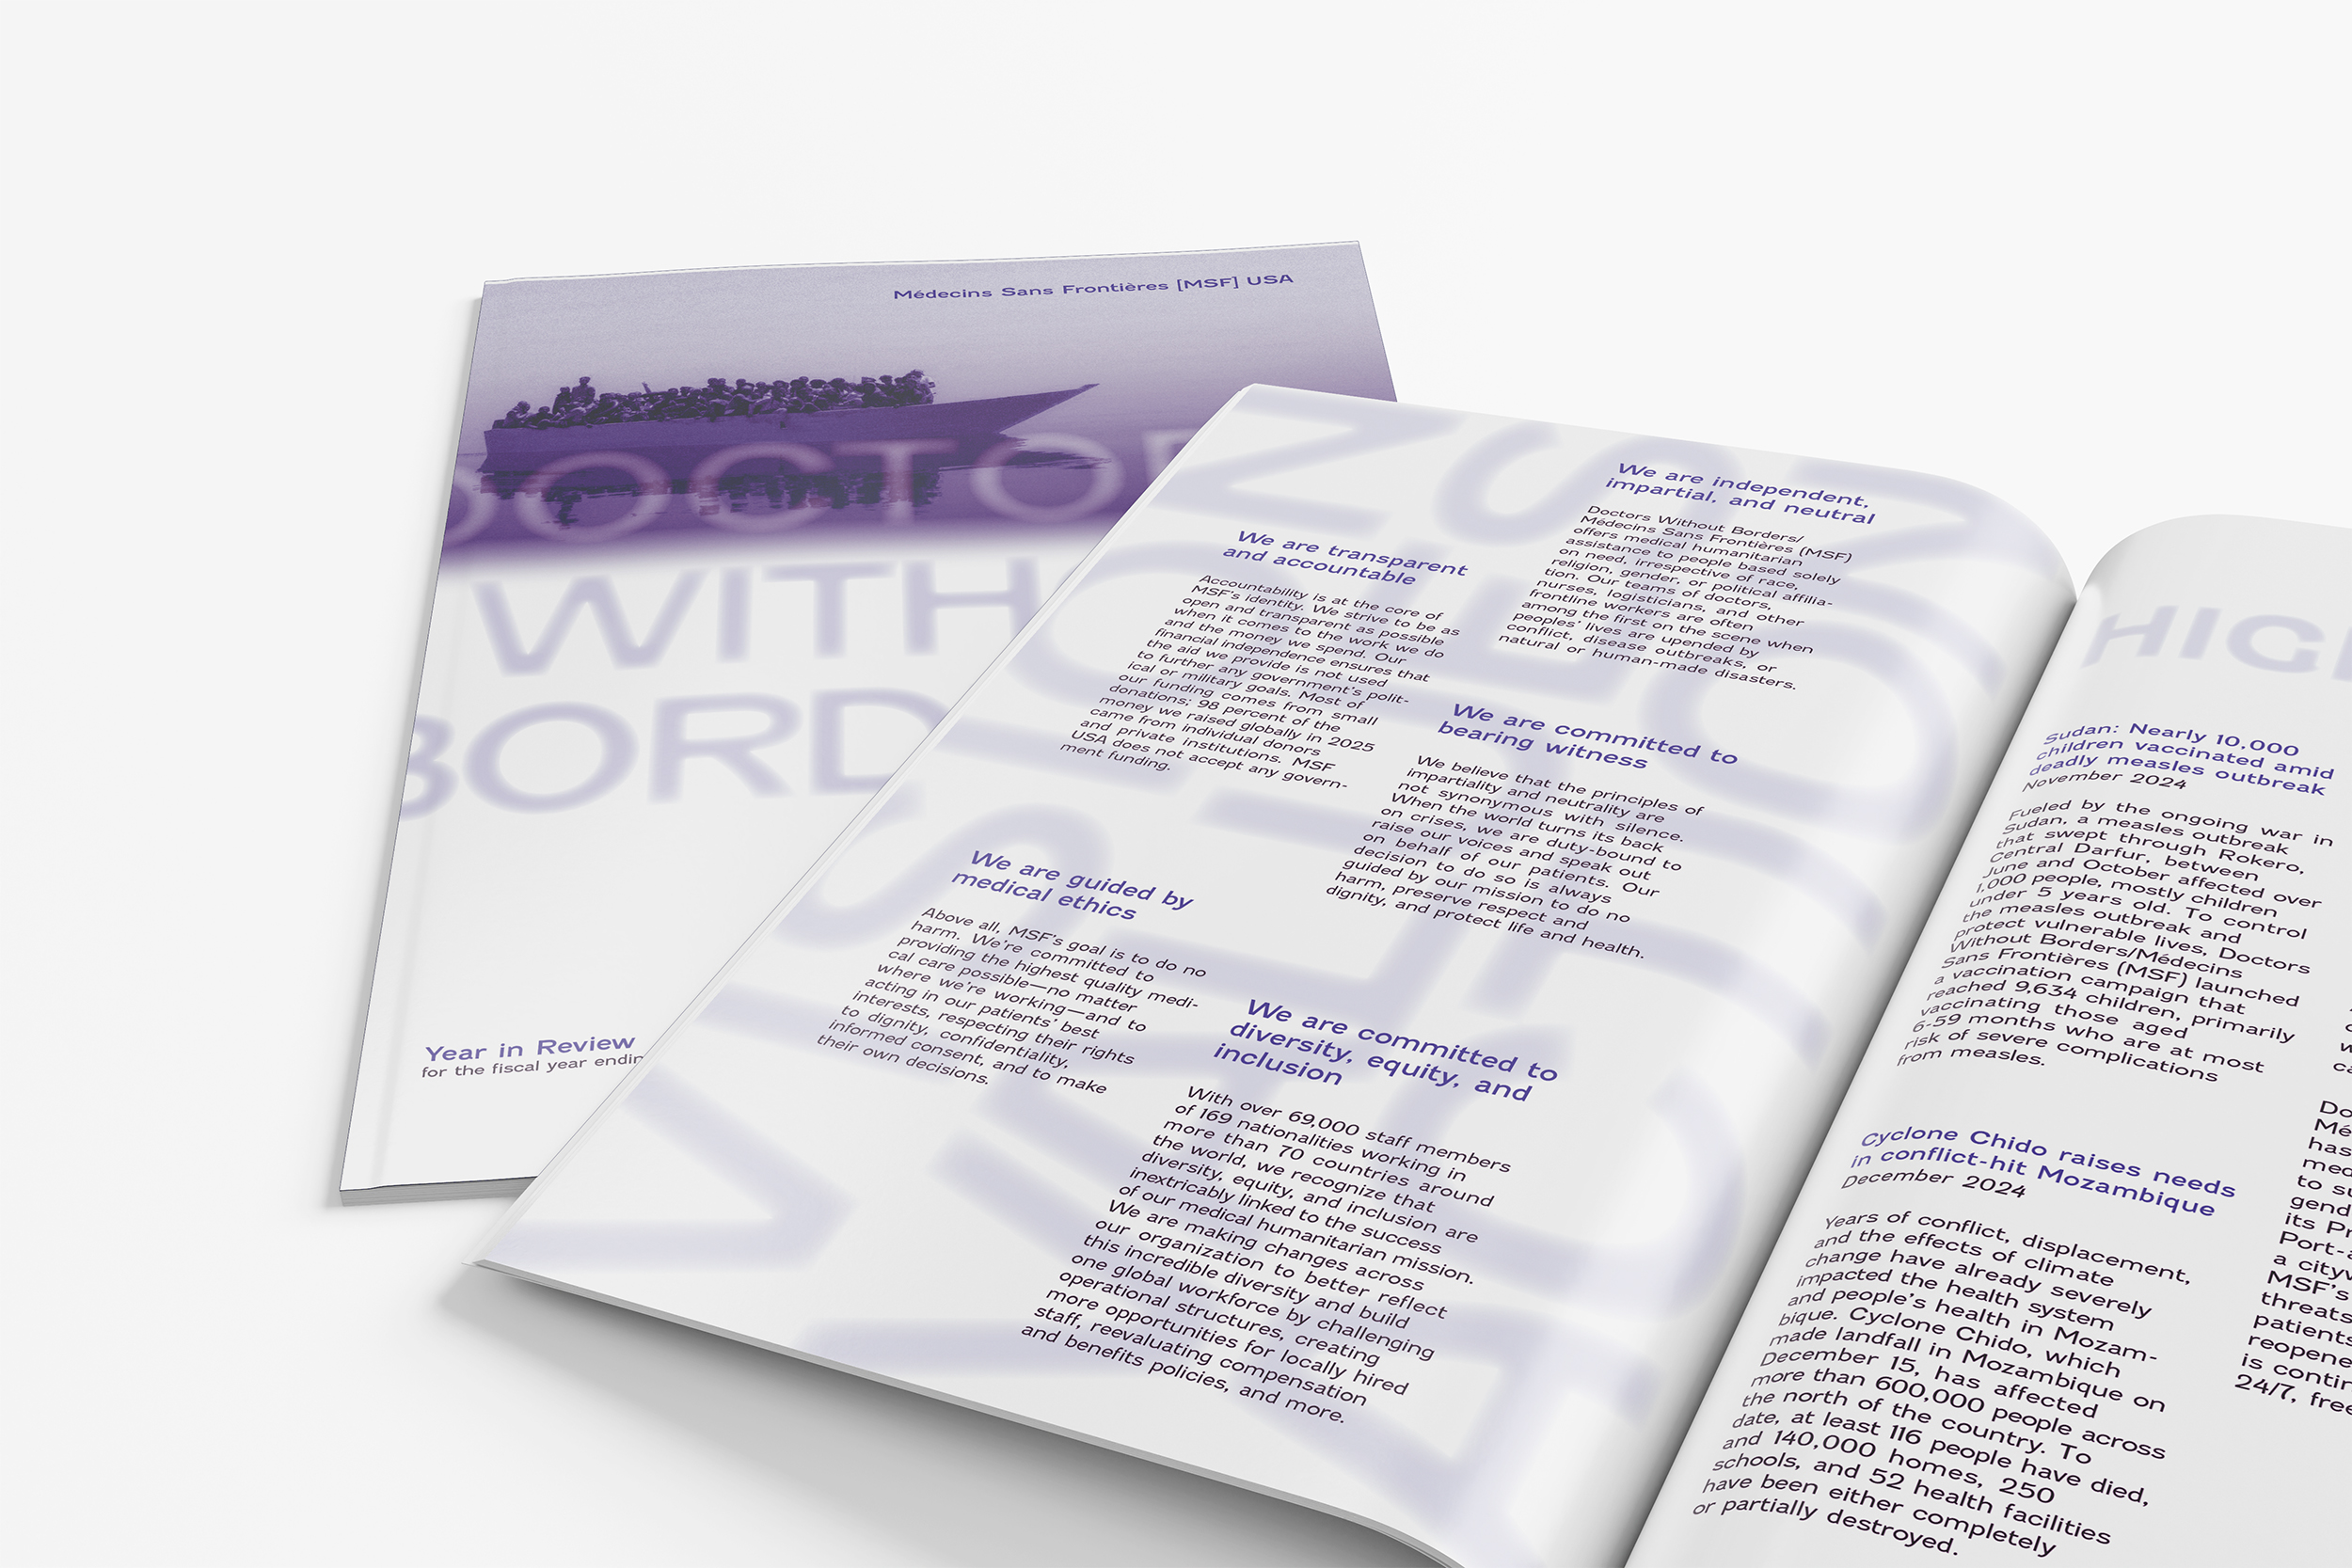 Médecins Sans Frontières [MSF] USA
DOCTO
WITH
BORD
Year in Review
for the fiscal year endin
We are transparent
and accountable
Accountability is at the core of
MSF's identity. We strive to be as
open and transparent as possible
when it comes to the work we do
and the money we spend. Our
financial independence ensures that
the aid we provide is not used
to further any government's polit-
ical or military goals. Most of
our funding comes from small
donations; 98 percent of the
money we raised globally in 2025
came from individual donors
and private institutions. MSF
USA does not accept any govern-
ment funding.
We are guided by
medical ethics
Above all, MSF's goal is to do no
harm. We're committed to
providing the highest quality medi-
cal care possible—no matter
where we're working—and to
acting in our patients' best
interests, respecting their rights
to dignity, confidentiality,
informed consent, and to make
their own decisions.
We are independent,
impartial, and neutral
Doctors Without Borders/
Médecins Sans Frontières (MSF)
offers medical humanitarian
assistance to people based solely
on need, irrespective of race,
religion, gender, or political affilia-
tion. Our teams of doctors,
nurses, logisticians, and other
frontline workers are often
among the first on the scene when
peoples' lives are upended by
conflict, disease outbreaks, or
natural or human-made disasters.
We are committed to
bearing witness
We believe that the principles of
impartiality and neutrality are
not synonymous with silence.
When the world turns its back
on crises, we are duty-bound to
raise our voices and speak out
on behalf of our patients. Our
decision to do so is always
guided by our mission to do no
harm, preserve respect and
dignity, and protect life and health.
We are committed to
diversity, equity, and
inclusion
With over 69,000 staff members
of 169 nationalities working in
more than 70 countries around
the world, we recognize that
diversity, equity, and inclusion are
inextricably linked to the success
of our medical humanitarian mission.
We are making changes across
our organization to better reflect
this incredible diversity and build
one global workforce by challenging
operational structures, creating
more opportunities for locally hired
staff, reevaluating compensation
and benefits policies, and more.
HIG
Sudan: Nearly 10,000
children vaccinated amid
deadly measles outbreak
November 2024
Fueled by the ongoing war in
Sudan, a measles outbreak
that swept through Rokero,
Central Darfur, between
June and October affected over
1,000 people, mostly children
under 5 years old. To control
the measles outbreak and
protect vulnerable lives, Doctors
Without Borders/Médecins
Sans Frontières (MSF) launched
a vaccination campaign that
reached 9,634 children, primarily
vaccinating those aged
6-59 months who are at most
risk of severe complications
from measles.
Cyclone Chido raises needs
in conflict-hit Mozambique
December 2024
Years of conflict, displacement,
and the effects of climate
change have already severely
impacted the health system
and people's health in Mozam-
bique. Cyclone Chido, which
made landfall in Mozambique on
December 15, has affected
more than 600,000 people across
the north of the country. To
date, at least 116 people have died,
and 140,000 homes, 250
schools, and 52 health facilities
have been either completely
or partially destroyed.
Do
Mé
has
med
to su
gend
its Pr
Port-a
a cityw
MSF's
threats
patients
reopene
is contin
24/7, free